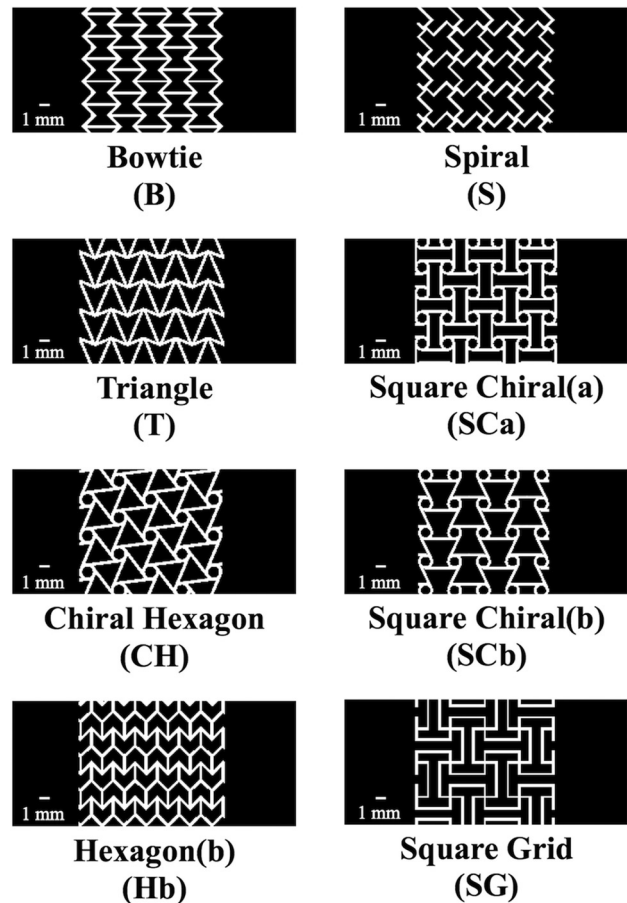 1 mm
Bowtie
(B)
1 mm
Spiral
(S)
1 mm
Triangle
(T)
1 mm
Square Chiral(a)
(SCa)
1 mm
Chiral Hexagon
(CH)
1 mm
Square Chiral(b)
(SCb)
1 mm
Hexagon(b)
(Hb)
1 mm
Square Grid
(SG)